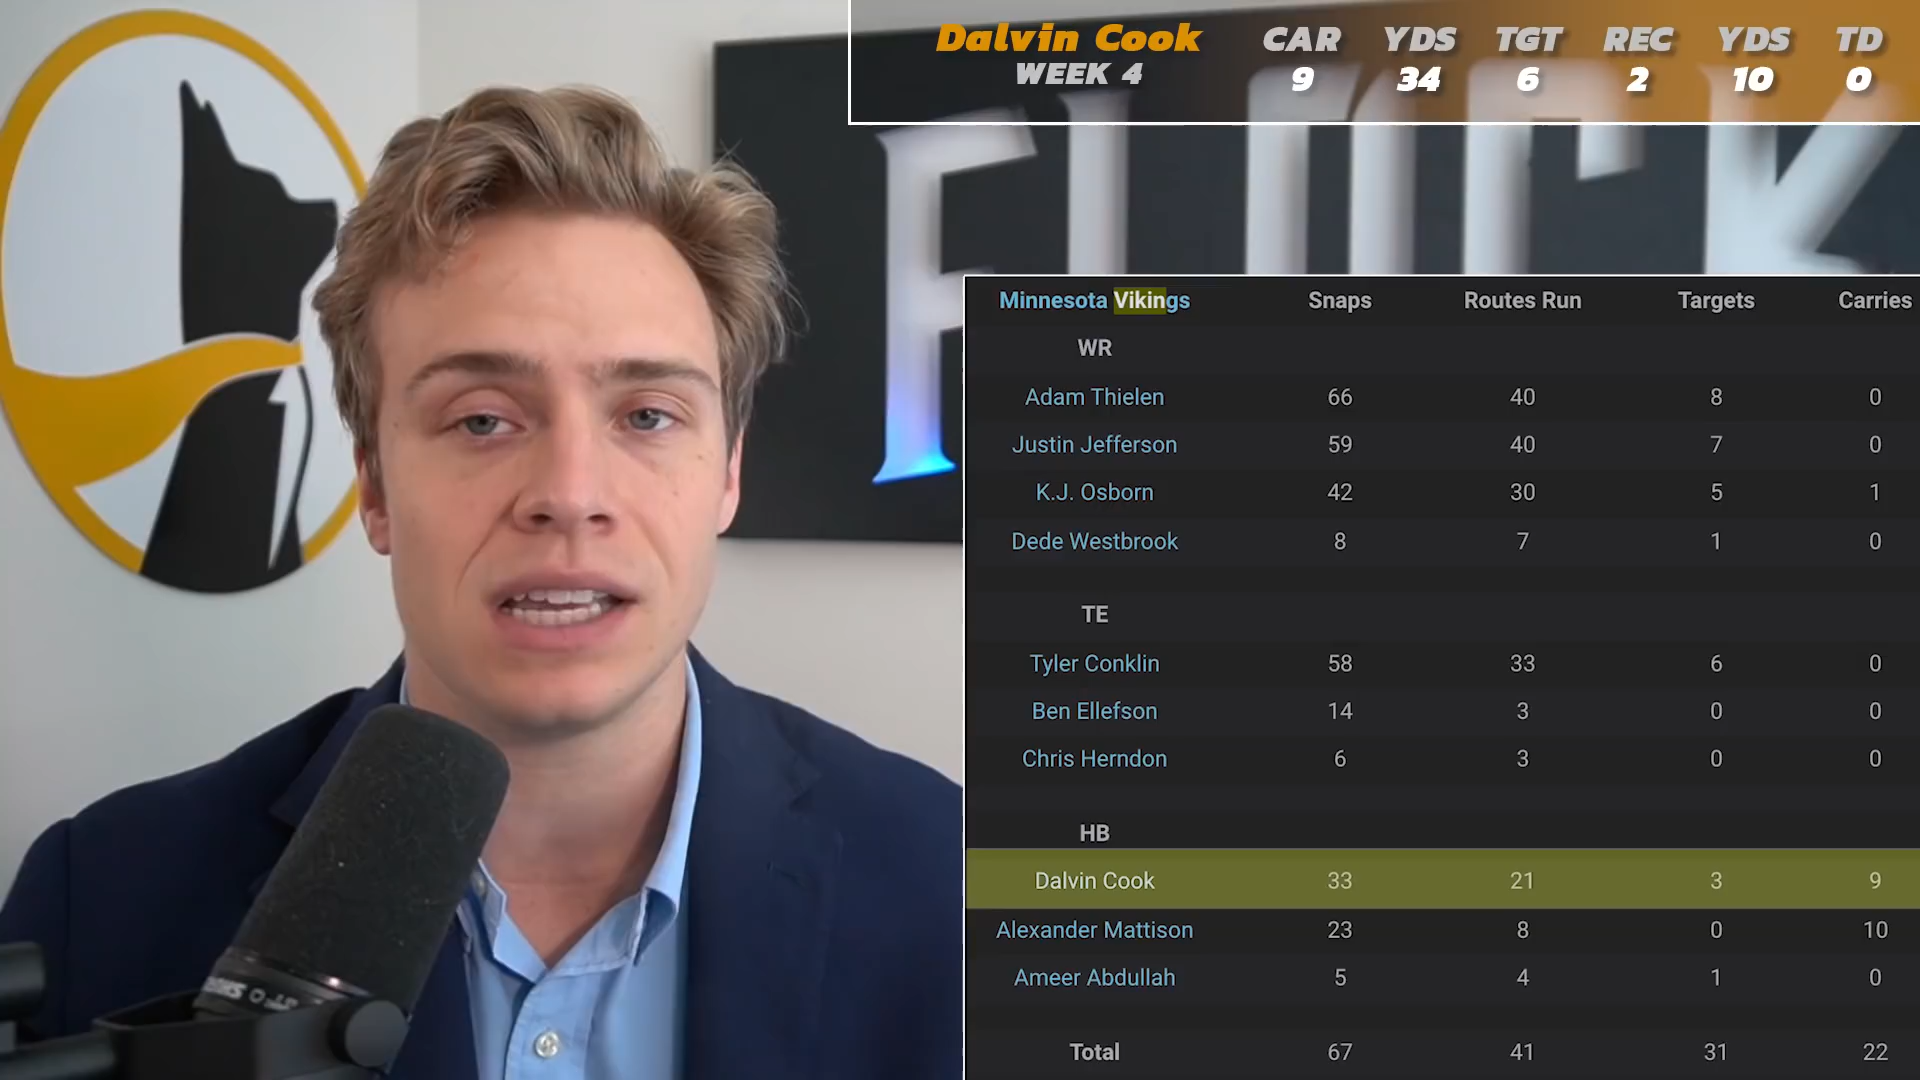 Dalvin Cook CAR YDS TGT REC YDS TD
WEEK 4 9 34 6 2 10 0
FLOCK
Minnesota Vikings Snaps Routes Run Targets Carries
WR
Adam Thielen 66 40 8 0
Justin Jefferson 59 40 7 0
K.J. Osborn 42 30 5 1
Dede Westbrook 8 7 1 0
TE
Tyler Conklin 58 33 6 0
Ben Ellefson 14 3 0 0
Chris Herndon 6 3 0 0
HB
Dalvin Cook 33 21 3 9
Alexander Mattison 23 8 0 10
Ameer Abdullah 5 4 1 0
Total 67 41 31 22